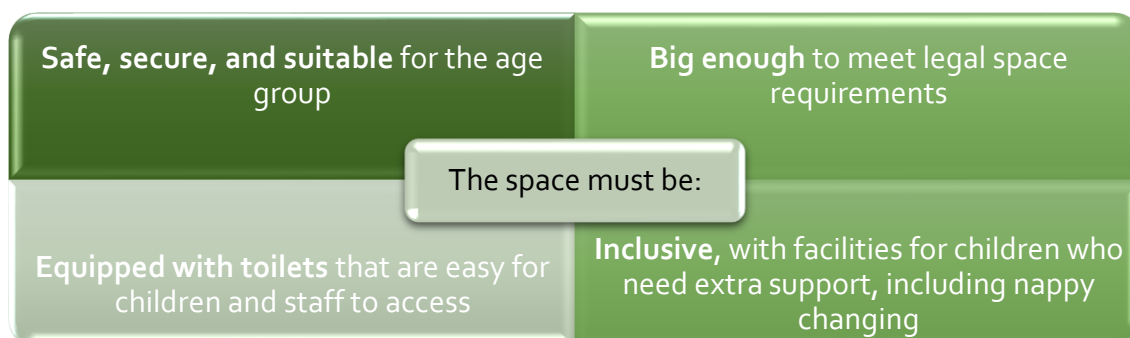 Safe, secure, and suitable for the age
group
Big enough to meet legal space
requirements
The space must be:
Equipped with toilets that are easy for
children and staff to access
Inclusive, with facilities for children who
need extra support, including nappy
changing